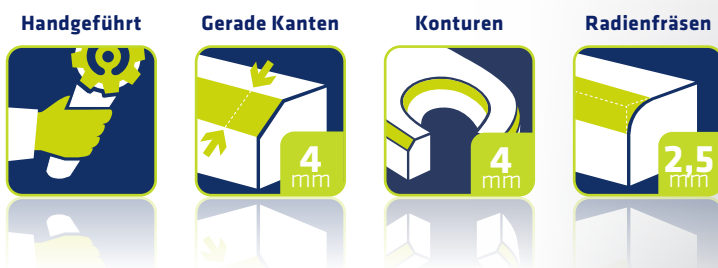 Handgeführt
Gerade Kanten
4
mm
Konturen
4
mm
Radienfräsen
2,5
mm